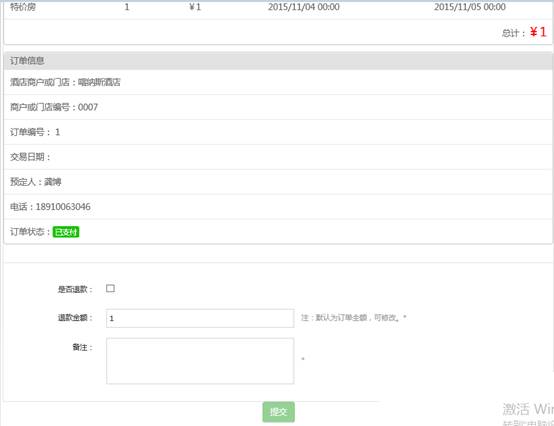 特价房 1 ¥1 2015/11/04 00:00 2015/11/05 00:00
总计：¥1
订单信息
酒店商户或门店：喀纳斯酒店
商户或门店编号：0007
订单编号： 1
交易日期：
预定人：龚博
电话：18910063046
订单状态：已支付
是否退款：
退款金额： 1 注：默认为订单金额，可修改。*
备注： *
提交
激活 Win